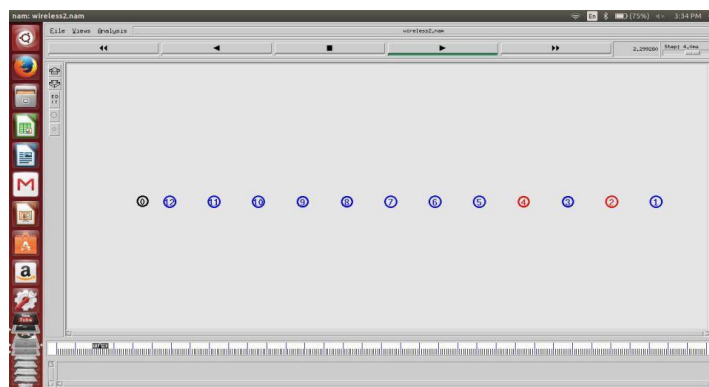 nam: wireless2.nam
En (75%) 3:34 PM
File Views Analysis wireless2.nam
2.299200 Step: 4.0ms
0 12 11 10 9 8 7 6 5 4 3 2 1